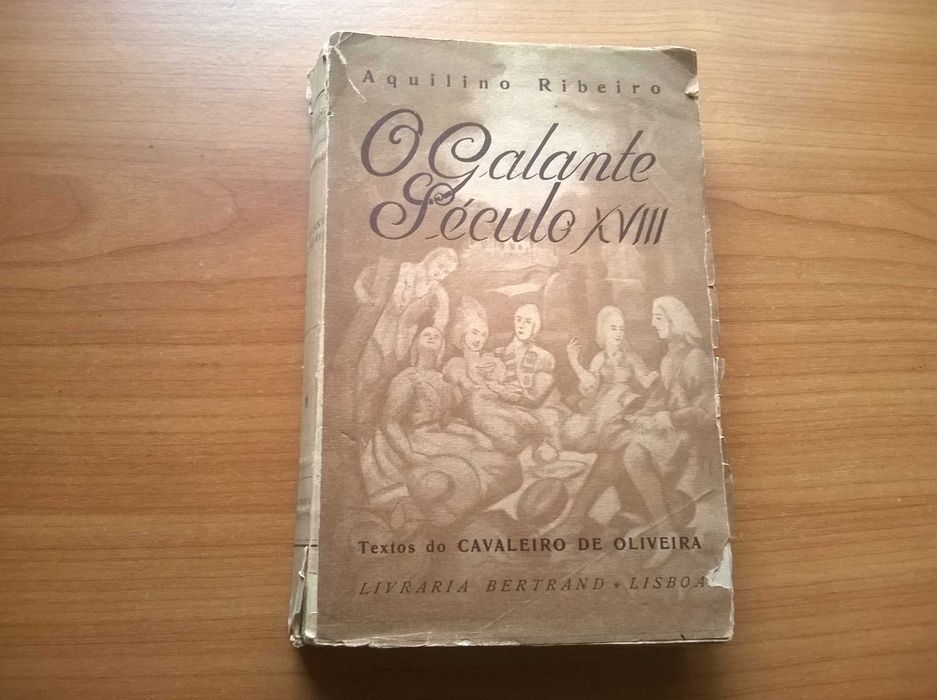 Aquilino Ribeiro
O Galante
Século XVIII
Textos do CAVALEIRO DE OLIVEIRA
LIVRARIA BERTRAND • LISBOA